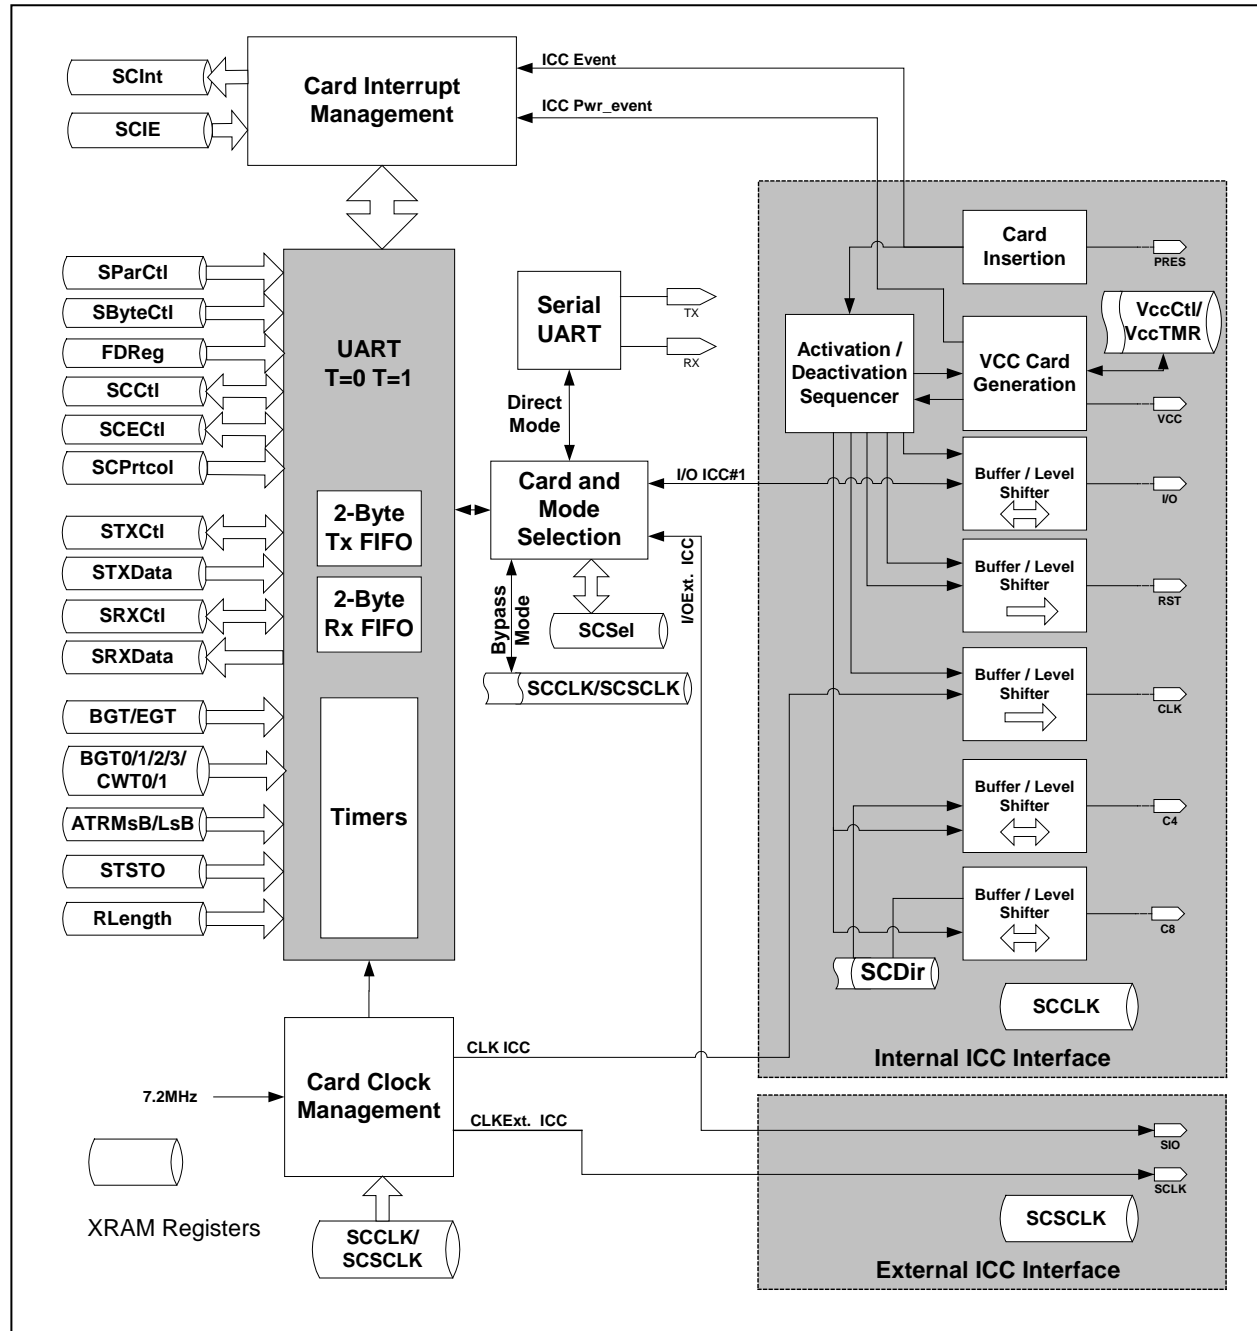 SCInt
SCIE
Card Interrupt
Management
ICC Event
ICC Pwr_event
SParCtl
SByteCtl
FDReg
SCCtl
SCECtl
SCPrtcol
STXCtl
STXData
SRXCtl
SRXData
BGT/EGT
BGT0/1/2/3/
CWT0/1
ATRMsB/LsB
STSTO
RLength
UART
T=0 T=1
2-Byte
Tx FIFO
2-Byte
Rx FIFO
Timers
Serial
UART
TX
RX
Direct
Mode
Card and
Mode
Selection
I/O ICC#1
I/OExt. ICC
Bypass
Mode
SCSel
SCCLK/SCSCLK
Card
Insertion
PRES
VccCtl/
VccTMR
Activation /
Deactivation
Sequencer
VCC Card
Generation
VCC
Buffer / Level
Shifter
I/O
Buffer / Level
Shifter
RST
Buffer / Level
Shifter
CLK
Buffer / Level
Shifter
C4
Buffer / Level
Shifter
C8
SCDir
SCCLK
Internal ICC Interface
Card Clock
Management
7.2MHz
CLK ICC
CLKExt. ICC
SIO
SCLK
SCSCLK
External ICC Interface
XRAM Registers
SCCLK/
SCSCLK